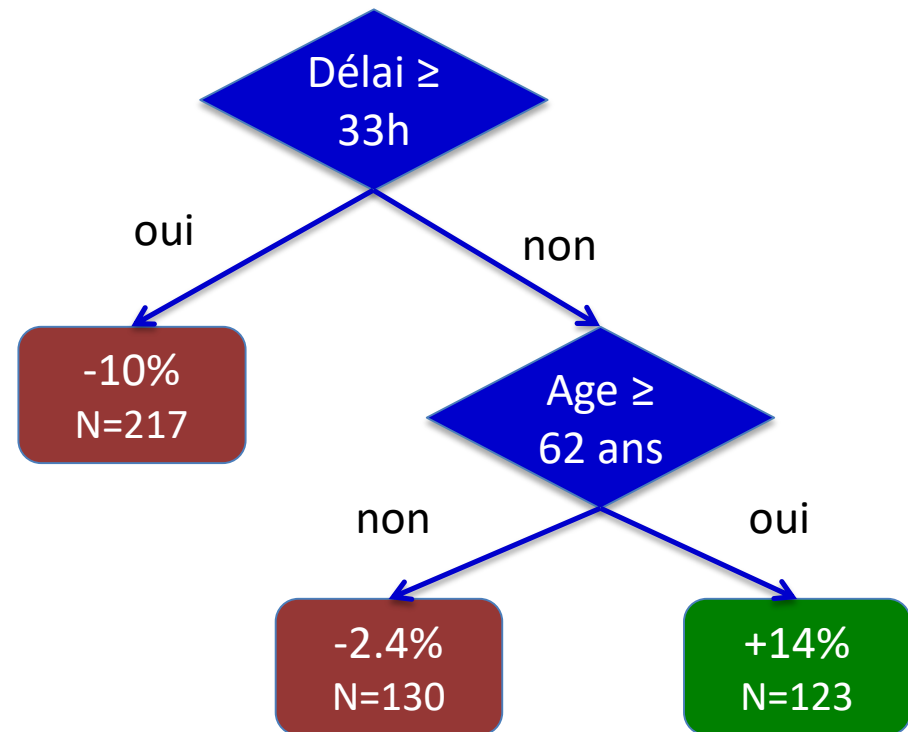 Délai ≥
33h
oui
non
-10%
N=217
Age ≥
62 ans
non
oui
-2.4%
N=130
+14%
N=123